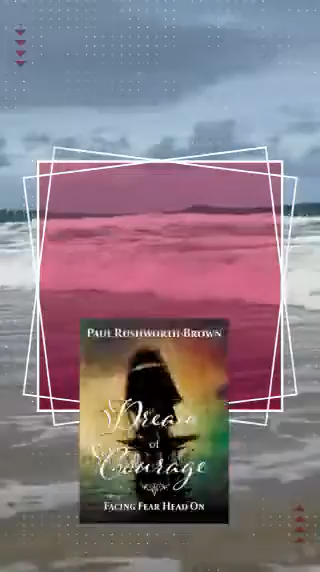 PAUL RUSHWORTH-BROWN
Dream
of
Courage
FACING FEAR HEAD ON